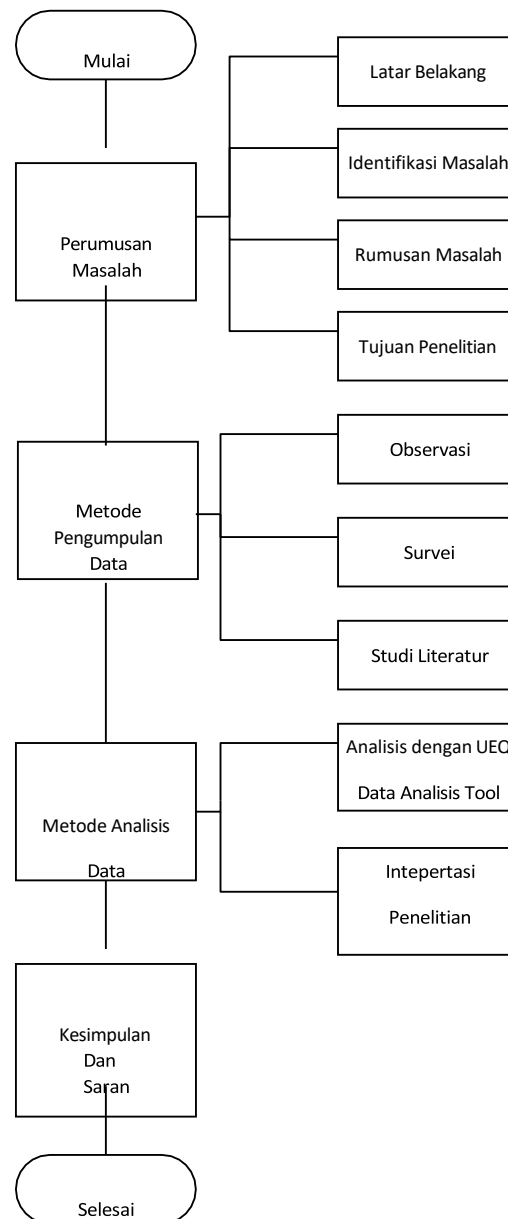 Mulai
Latar Belakang
Identifikasi Masalah
Perumusan
Masalah
Rumusan Masalah
Tujuan Penelitian
Observasi
Metode
Pengumpulan
Data
Survei
Studi Literatur
Analisis dengan UEQ
Data Analisis Tool
Metode Analisis
Data
Intepertasi
Penelitian
Kesimpulan
Dan
Saran
Selesai